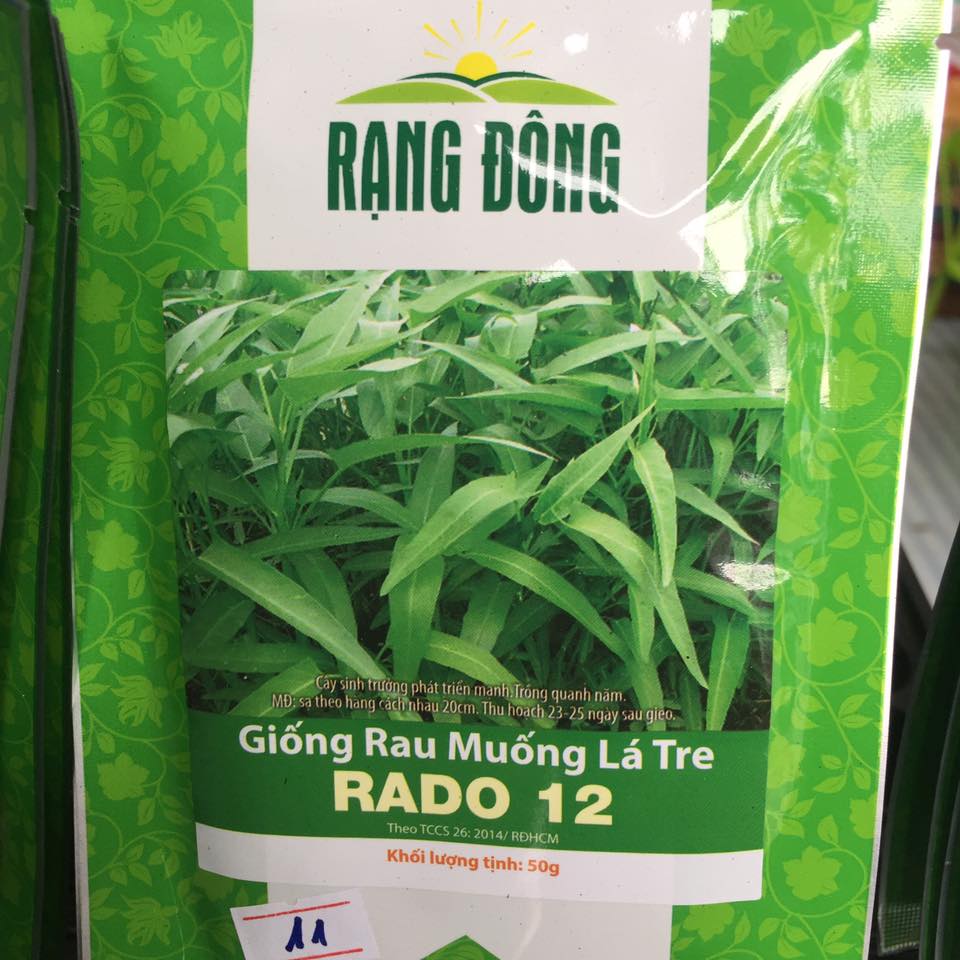 RẠNG ĐÔNG
Cây sinh trưởng phát triển mạnh. Trồng quanh năm.
MĐ: sạ theo hàng cách nhau 20cm. Thu hoạch 23-25 ngày sau gieo.
Giống Rau Muống Lá Tre
RADO 12
Theo TCCS 26: 2014/ RĐHCM
Khối lượng tịnh: 50g
11